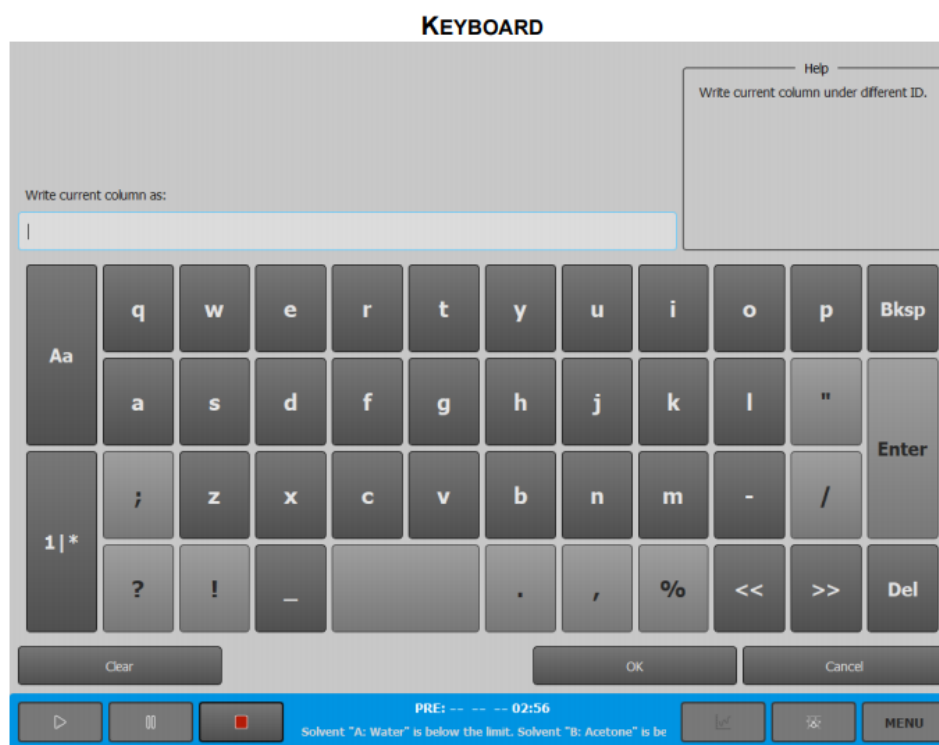 KEYBOARD
Help
Write current column under different ID.
Write current column as:
Aa q w e r t y u i o p Bksp
a s d f g h j k l " Enter
1|* ; z x c v b n m - /
? ! _ . , % << >> Del
Clear OK Cancel
PRE: -- -- -- 02:56
Solvent "A: Water" is below the limit. Solvent "B: Acetone" is be
MENU